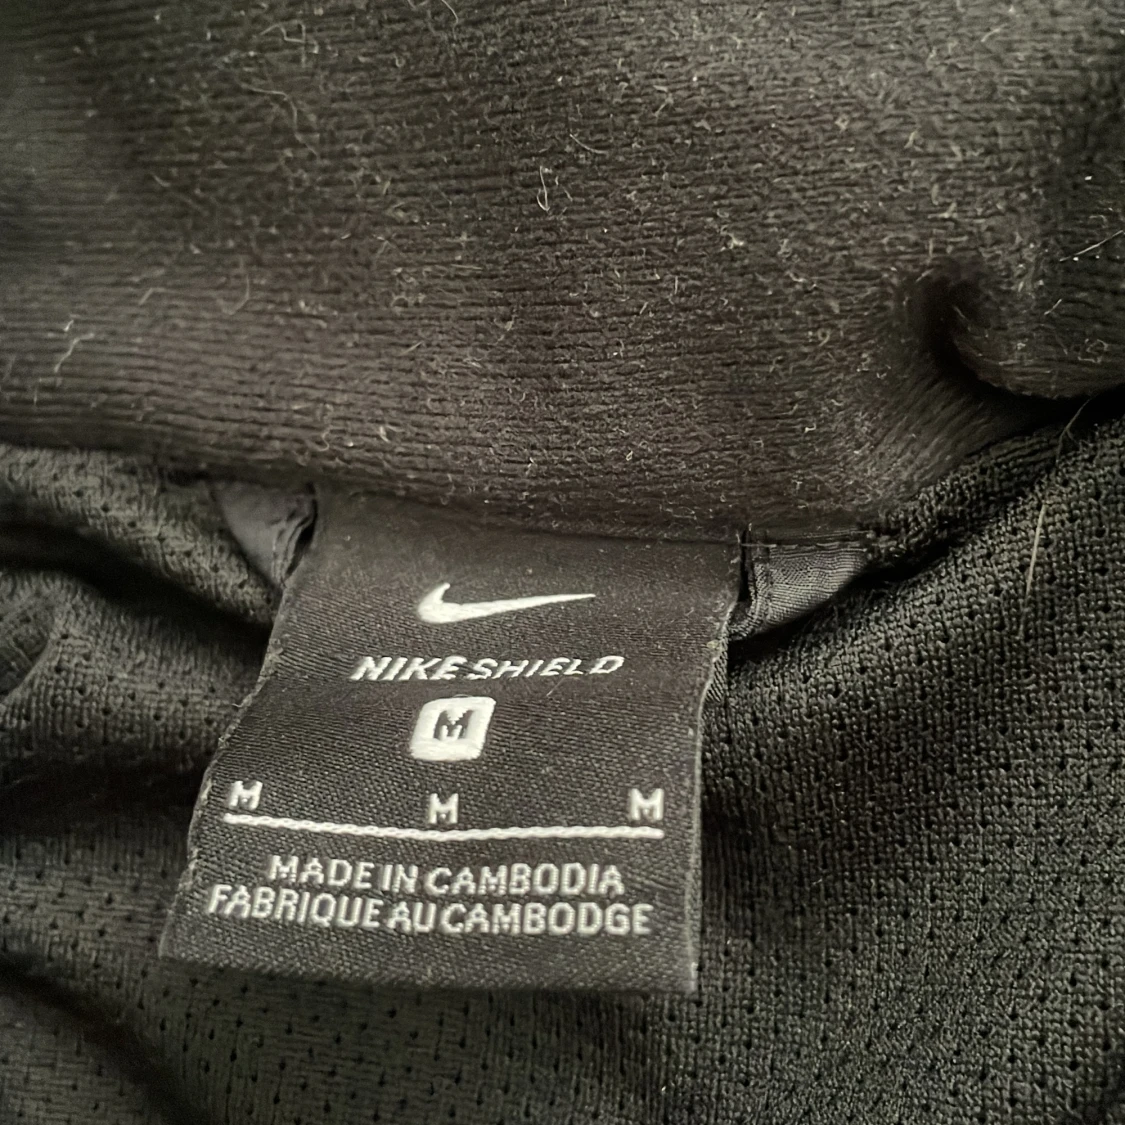 NIKE SHIELD
M
M M M
MADE IN CAMBODIA
FABRIQUE AU CAMBODGE